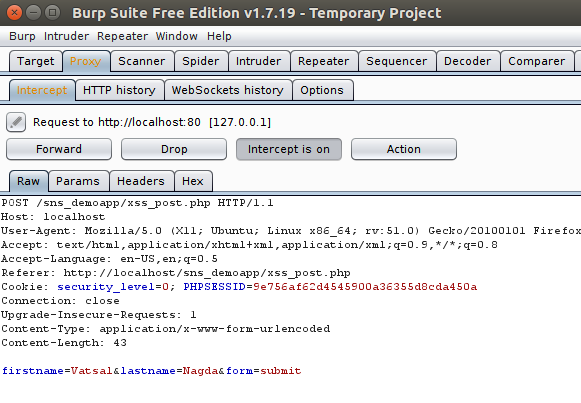 Burp Suite Free Edition v1.7.19 - Temporary Project
Burp Intruder Repeater Window Help
Target Proxy Scanner Spider Intruder Repeater Sequencer Decoder Comparer
Intercept HTTP history WebSockets history Options
Request to http://localhost:80 [127.0.0.1]
Forward Drop Intercept is on Action
Raw Params Headers Hex
POST /sns_demoapp/xss_post.php HTTP/1.1
Host: localhost
User-Agent: Mozilla/5.0 (X11; Ubuntu; Linux x86_64; rv:51.0) Gecko/20100101 Firefox
Accept: text/html,application/xhtml+xml,application/xml;q=0.9,*/*;q=0.8
Accept-Language: en-US,en;q=0.5
Referer: http://localhost/sns_demoapp/xss_post.php
Cookie: security_level=0; PHPSESSID=9e756af62d4545900a36355d8cda450a
Connection: close
Upgrade-Insecure-Requests: 1
Content-Type: application/x-www-form-urlencoded
Content-Length: 43
firstname=Vatsal&lastname=Nagda&form=submit